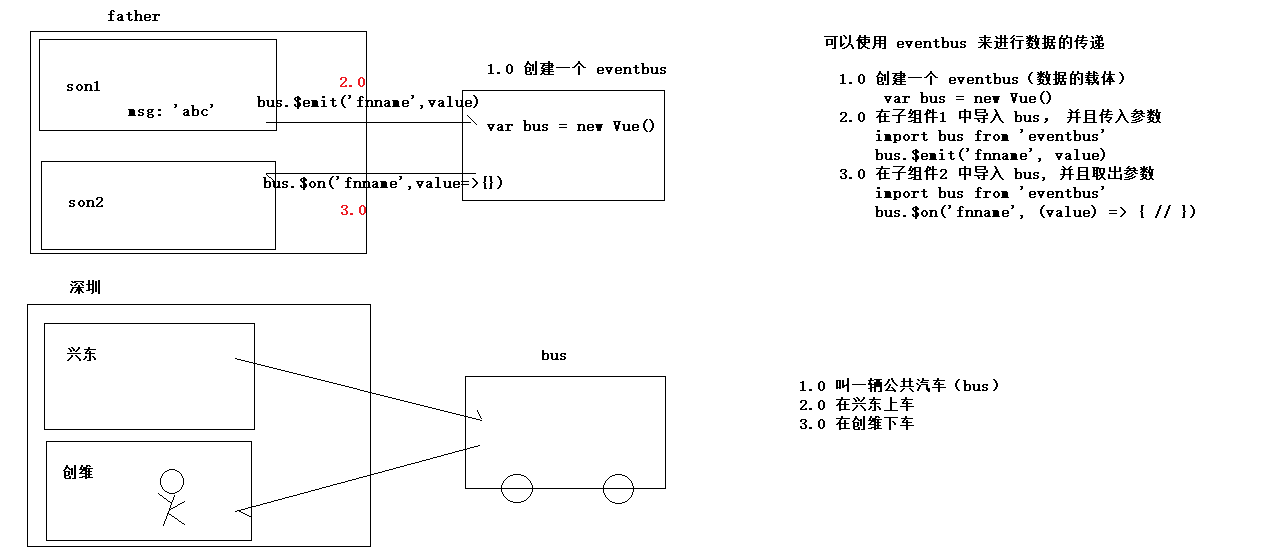 father
son1
msg: 'abc'
2.0
bus.$emit('fnname',value)
1.0 创建一个 eventbus
var bus = new Vue()
son2
bus.$on('fnname',value=>{})
3.0
可以使用 eventbus 来进行数据的传递
1.0 创建一个 eventbus（数据的载体）
var bus = new Vue()
2.0 在子组件1 中导入 bus， 并且传入参数
import bus from 'eventbus'
bus.$emit('fnname', value)
3.0 在子组件2 中导入 bus, 并且取出参数
import bus from 'eventbus'
bus.$on('fnname', (value) => { // })
深圳
兴东
创维
bus
1.0 叫一辆公共汽车（bus）
2.0 在兴东上车
3.0 在创维下车